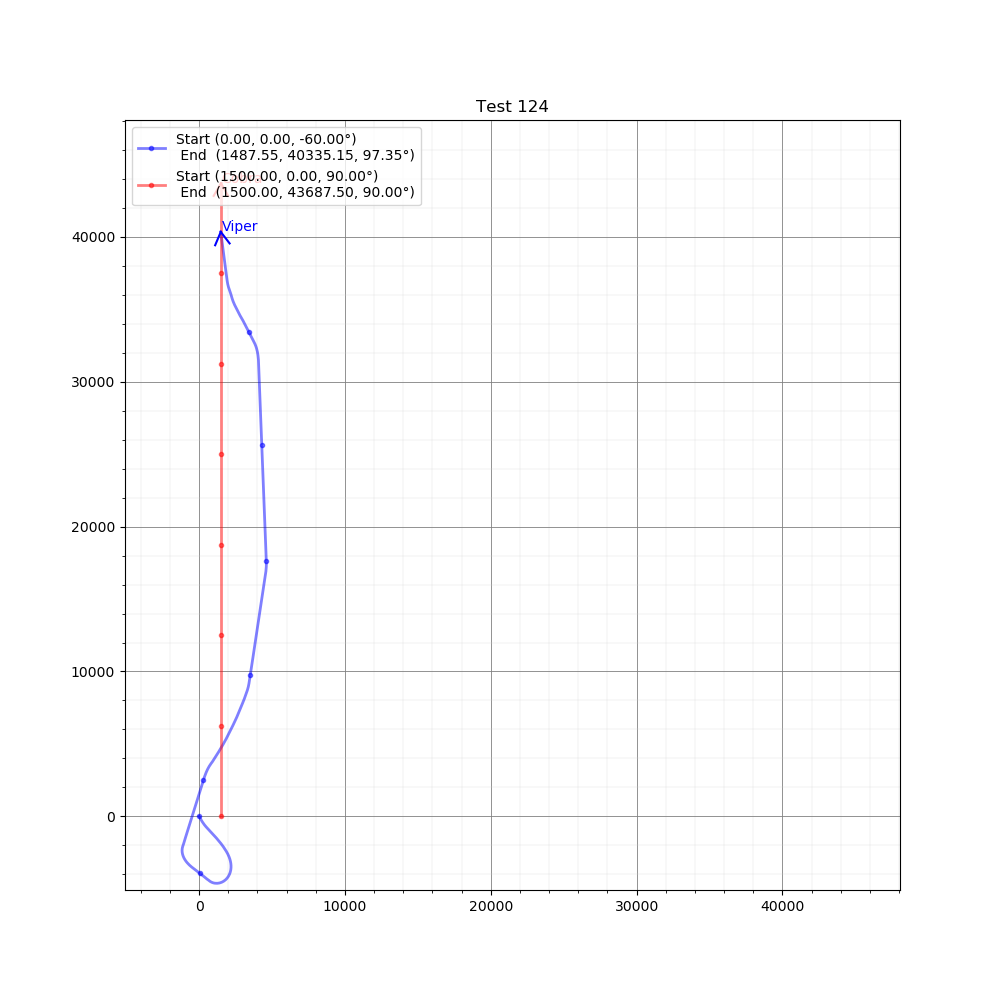 Test 124
Start (0.00, 0.00, -60.00°)
End (1487.55, 40335.15, 97.35°)
Start (1500.00, 0.00, 90.00°)
End (1500.00, 43687.50, 90.00°)
Viper
40000
30000
20000
10000
0
0 10000 20000 30000 40000